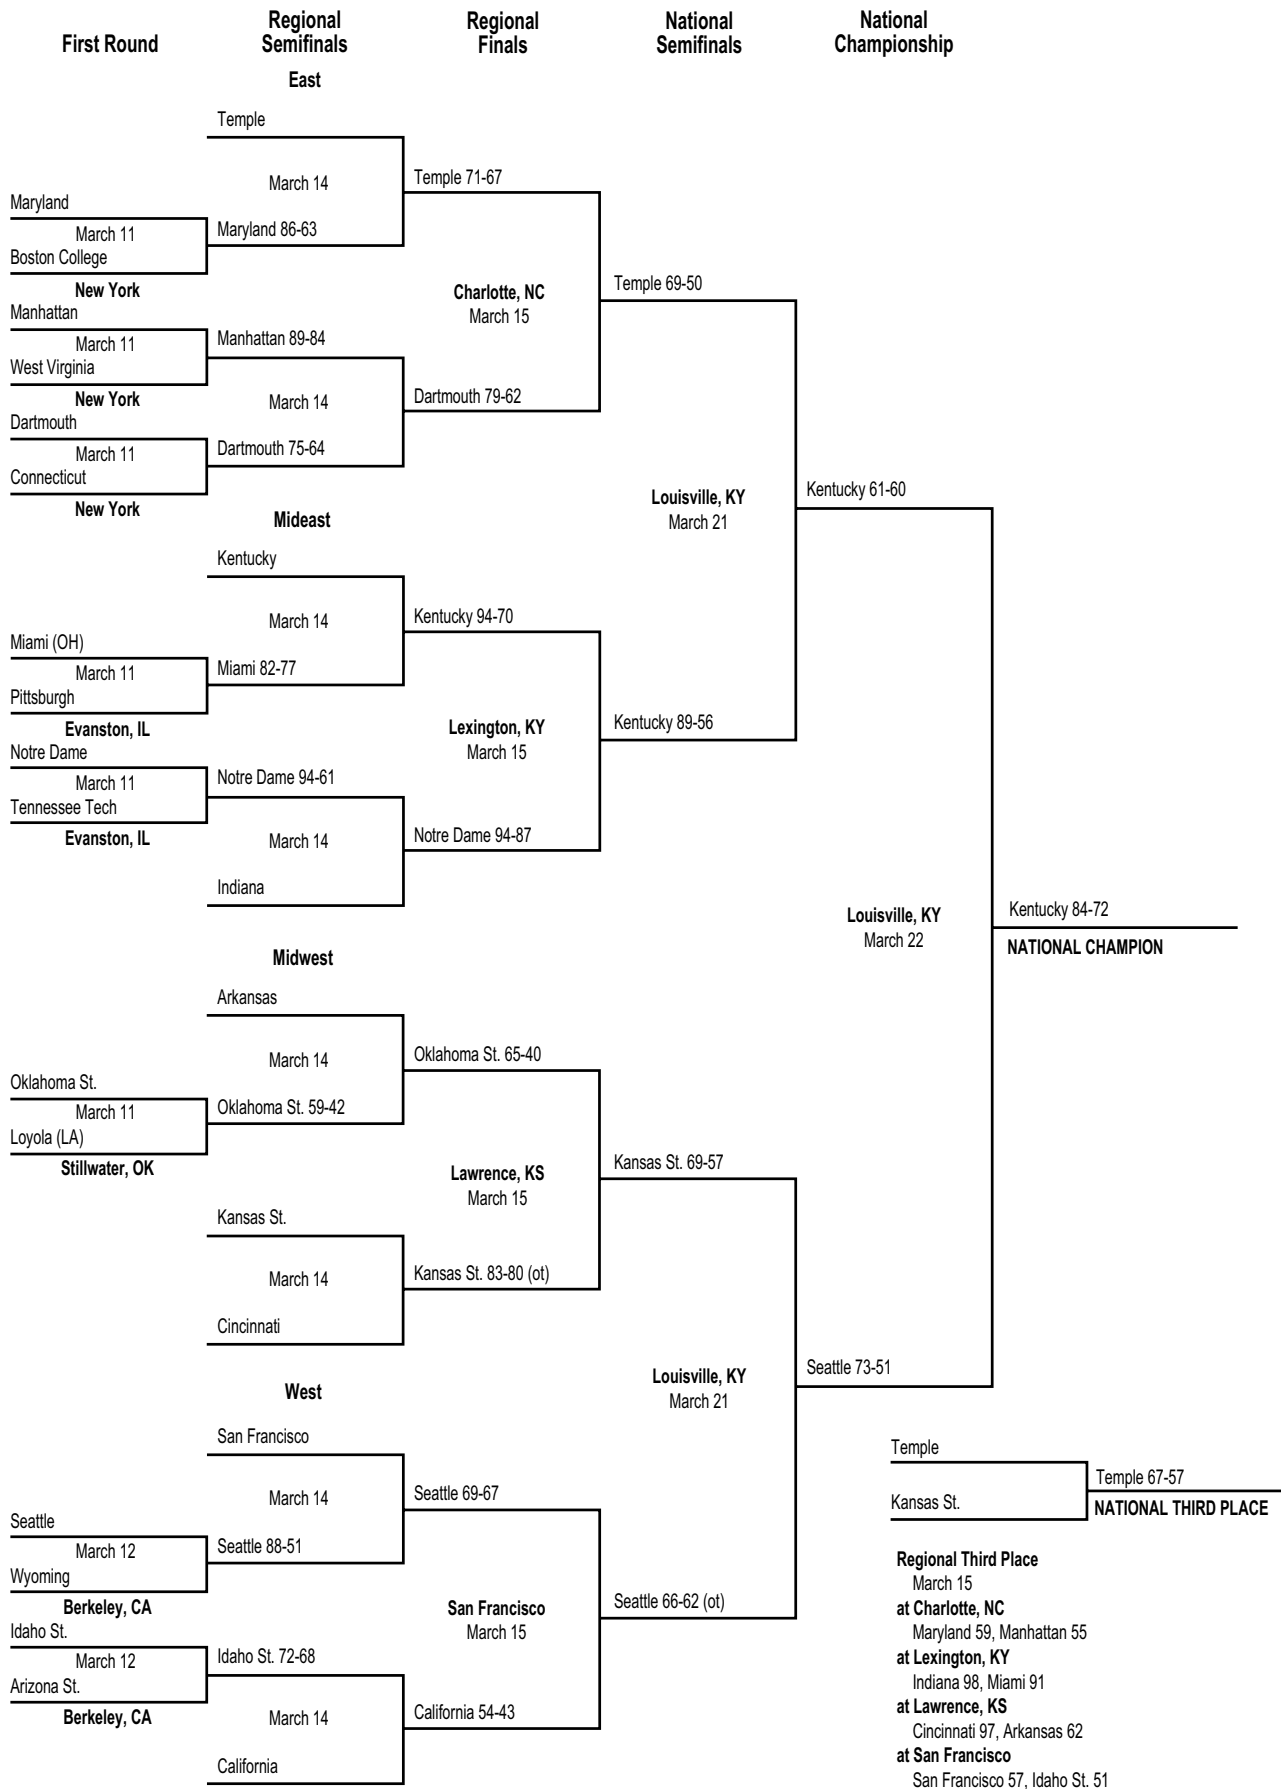 First Round
Regional
Semifinals
Regional
Finals
National
Semifinals
National
Championship
East
Temple
March 14
Temple 71-67
Maryland
March 11
Maryland 86-63
Boston College
New York
Charlotte, NC
March 15
Temple 69-50
Manhattan
March 11
Manhattan 89-84
West Virginia
New York
March 14
Dartmouth 79-62
Dartmouth
March 11
Dartmouth 75-64
Connecticut
New York
Louisville, KY
March 21
Kentucky 61-60
Mideast
Kentucky
March 14
Kentucky 94-70
Miami (OH)
March 11
Miami 82-77
Pittsburgh
Evanston, IL
Lexington, KY
March 15
Kentucky 89-56
Notre Dame
March 11
Notre Dame 94-61
Tennessee Tech
Evanston, IL
March 14
Notre Dame 94-87
Indiana
Louisville, KY
March 22
Kentucky 84-72
NATIONAL CHAMPION
Midwest
Arkansas
March 14
Oklahoma St. 65-40
Oklahoma St.
March 11
Oklahoma St. 59-42
Loyola (LA)
Stillwater, OK
Lawrence, KS
March 15
Kansas St. 69-57
Kansas St.
March 14
Kansas St. 83-80 (ot)
Cincinnati
Louisville, KY
March 21
Seattle 73-51
West
San Francisco
March 14
Seattle 69-67
Seattle
March 12
Seattle 88-51
Wyoming
Berkeley, CA
San Francisco
March 15
Seattle 66-62 (ot)
Idaho St.
March 12
Idaho St. 72-68
Arizona St.
Berkeley, CA
March 14
California 54-43
California
Temple
Temple 67-57
Kansas St.
NATIONAL THIRD PLACE
Regional Third Place
March 15
at Charlotte, NC
Maryland 59, Manhattan 55
at Lexington, KY
Indiana 98, Miami 91
at Lawrence, KS
Cincinnati 97, Arkansas 62
at San Francisco
San Francisco 57, Idaho St. 51